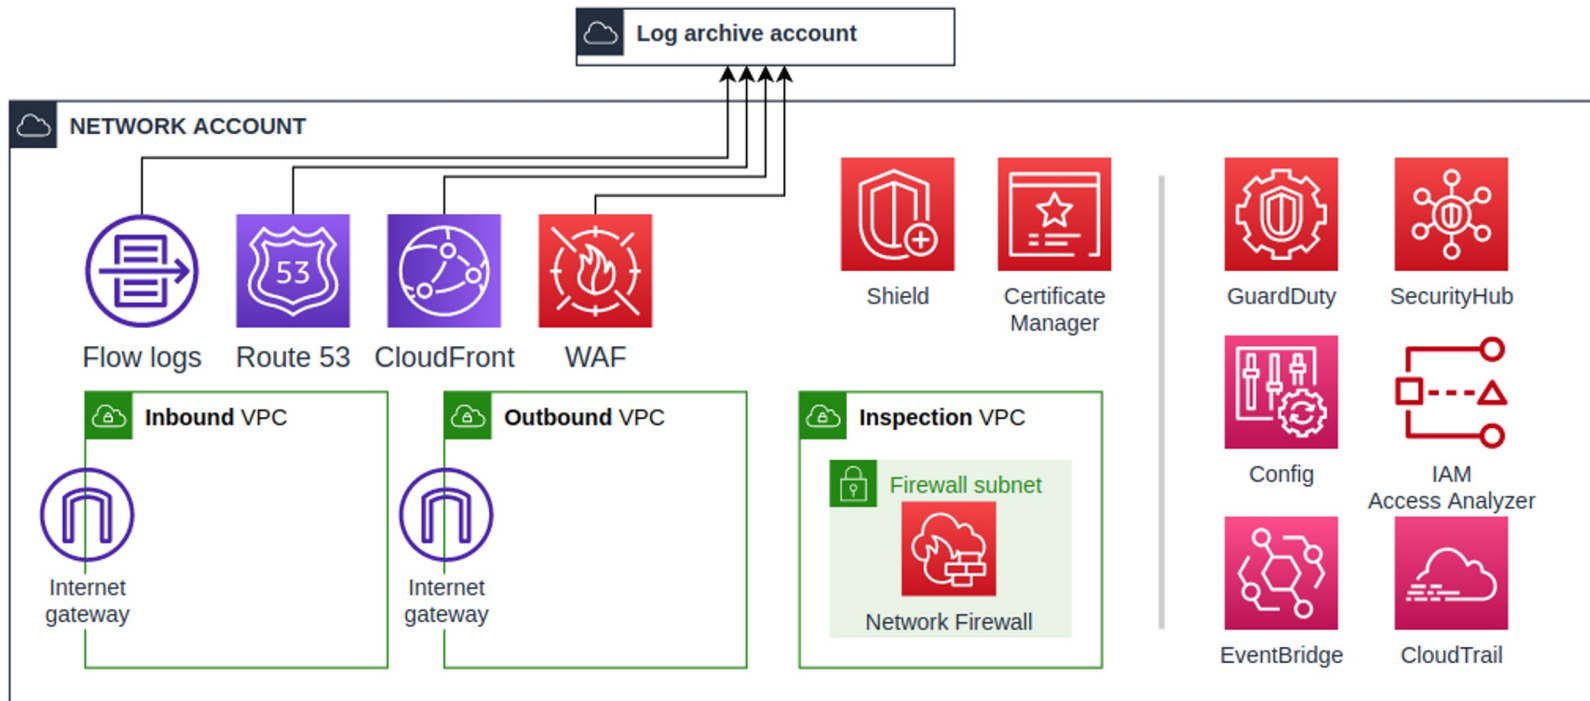 Log archive account
NETWORK ACCOUNT
53
Flow logs
Route 53
CloudFront
WAF
Shield
Certificate
Manager
GuardDuty
SecurityHub
Config
IAM
Access Analyzer
EventBridge
CloudTrail
Inbound VPC
Internet
gateway
Outbound VPC
Internet
gateway
Inspection VPC
Firewall subnet
Network Firewall